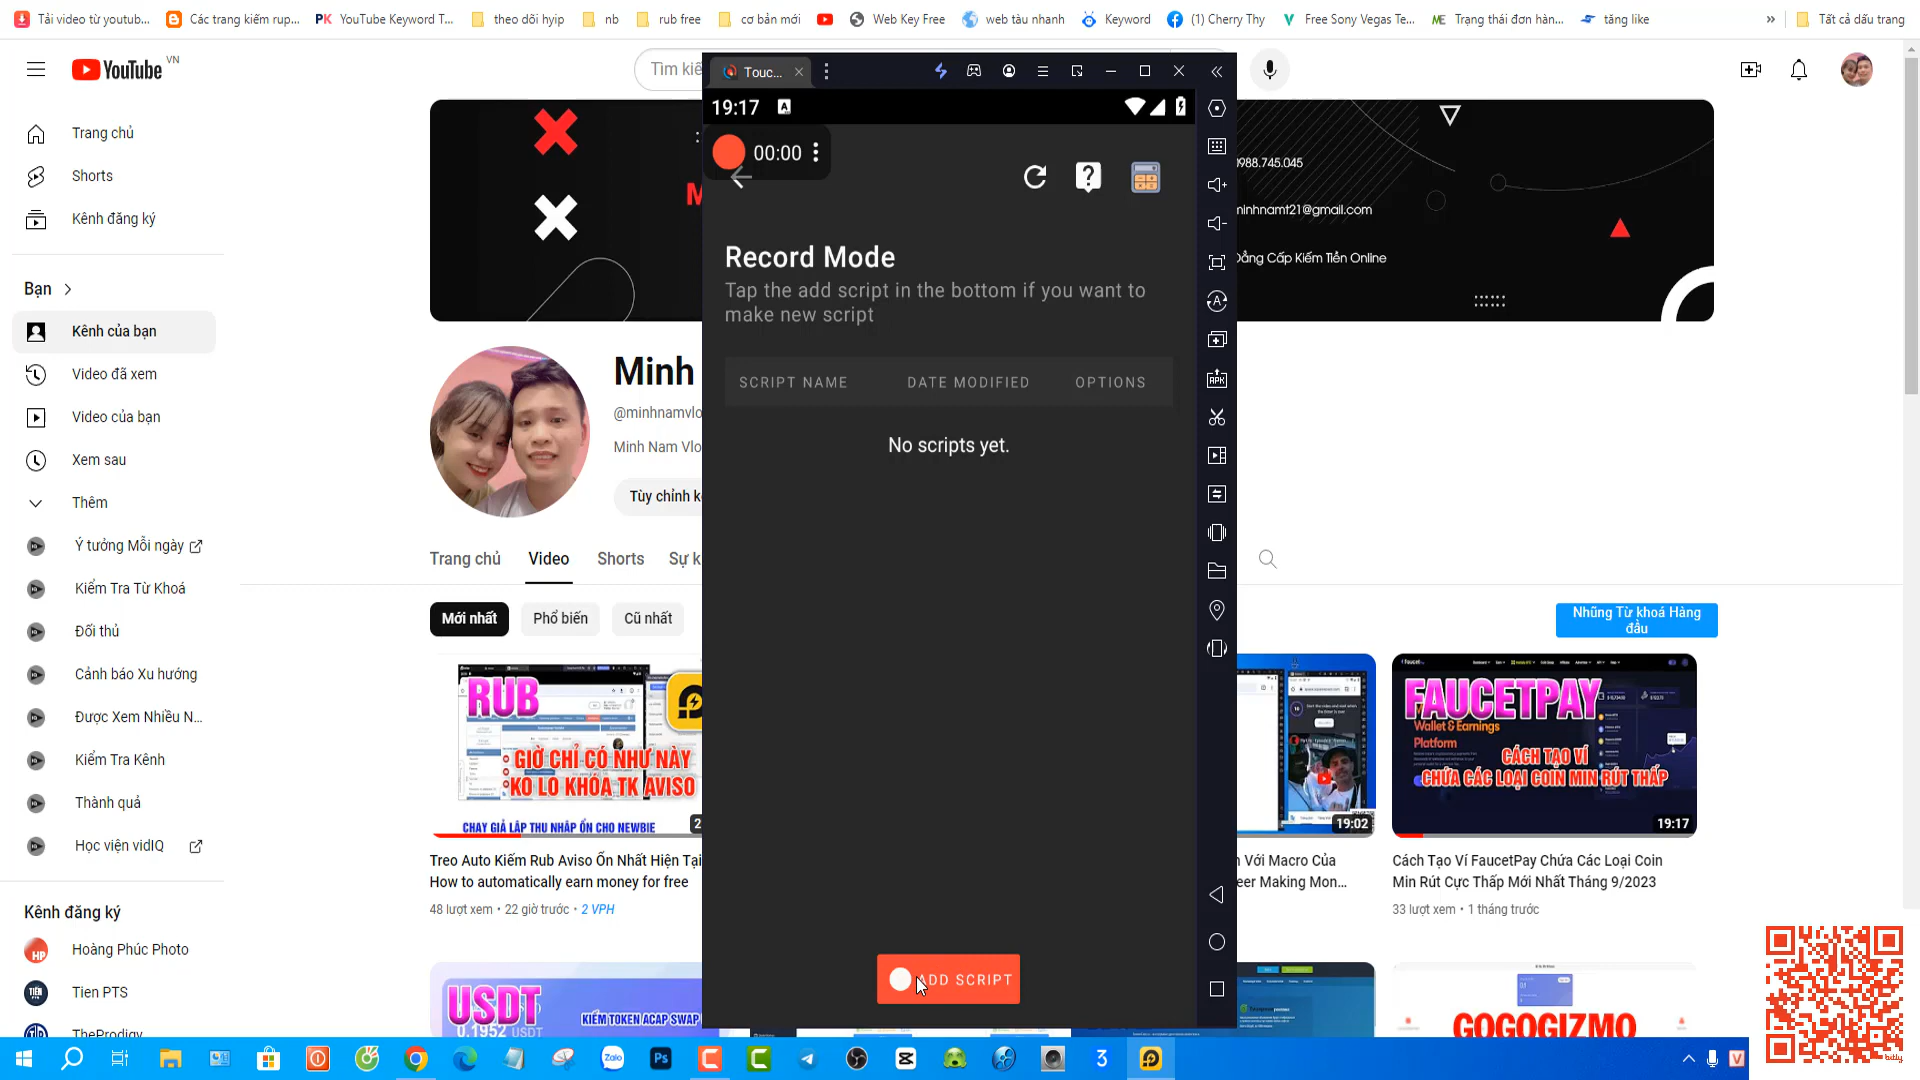 Tải video từ youtub...
Các trang kiếm rup...
PK YouTube Keyword T...
theo dõi hyip
nb
rub free
cơ bản mới
Web Key Free
web tàu nhanh
Keyword
(1) Cherry Thy
Free Sony Vegas Te...
ME Trạng thái đơn hàn...
tăng like
»
Tất cả dấu trang
YouTube VN
Tìm kiế
Touc...
19:17
00:00
Trang chủ
Shorts
Kênh đăng ký
Bạn
Kênh của bạn
Video đã xem
Video của bạn
Xem sau
Thêm
Ý tưởng Mỗi ngày
Kiểm Tra Từ Khoá
Đối thủ
Cảnh báo Xu hướng
Được Xem Nhiều N...
Kiểm Tra Kênh
Thành quả
Học viện vidIQ
Kênh đăng ký
Hoàng Phúc Photo
Tien PTS
TheProdigy
0988.745.045
minhnamt21@gmail.com
Đẳng Cấp Kiếm Tiền Online
Minh
@minhnamvlo
Minh Nam Vlo
Tùy chỉnh k
Trang chủ
Video
Shorts
Sự k
Mới nhất
Phổ biến
Cũ nhất
Những Từ khoá Hàng
đầu
Record Mode
Tap the add script in the bottom if you want to
make new script
SCRIPT NAME
DATE MODIFIED
OPTIONS
No scripts yet.
ADD SCRIPT
RUB
GIỜ CHỈ CÓ NHƯ NÀY
KO LO KHÓA TK AVISO
CHẠY GIẢ LẬP THU NHẬP ỔN CHO NEWBIE
2
Treo Auto Kiếm Rub Aviso Ổn Nhất Hiện Tại
How to automatically earn money for free
48 lượt xem • 22 giờ trước • 2 VPH
19:02
n Với Macro Của
eer Making Mon...
Faucet
FAUCETPAY
Wallet & Earnings
Platform
CÁCH TẠO VÍ
CHỨA CÁC LOẠI COIN MIN RÚT THẤP
19:17
Cách Tạo Ví FaucetPay Chứa Các Loại Coin
Min Rút Cực Thấp Mới Nhất Tháng 9/2023
33 lượt xem • 1 tháng trước
USDT
0.1952 USDT
KIẾM TOKEN ACAP SWAP
GOGOGIZMO
bitly